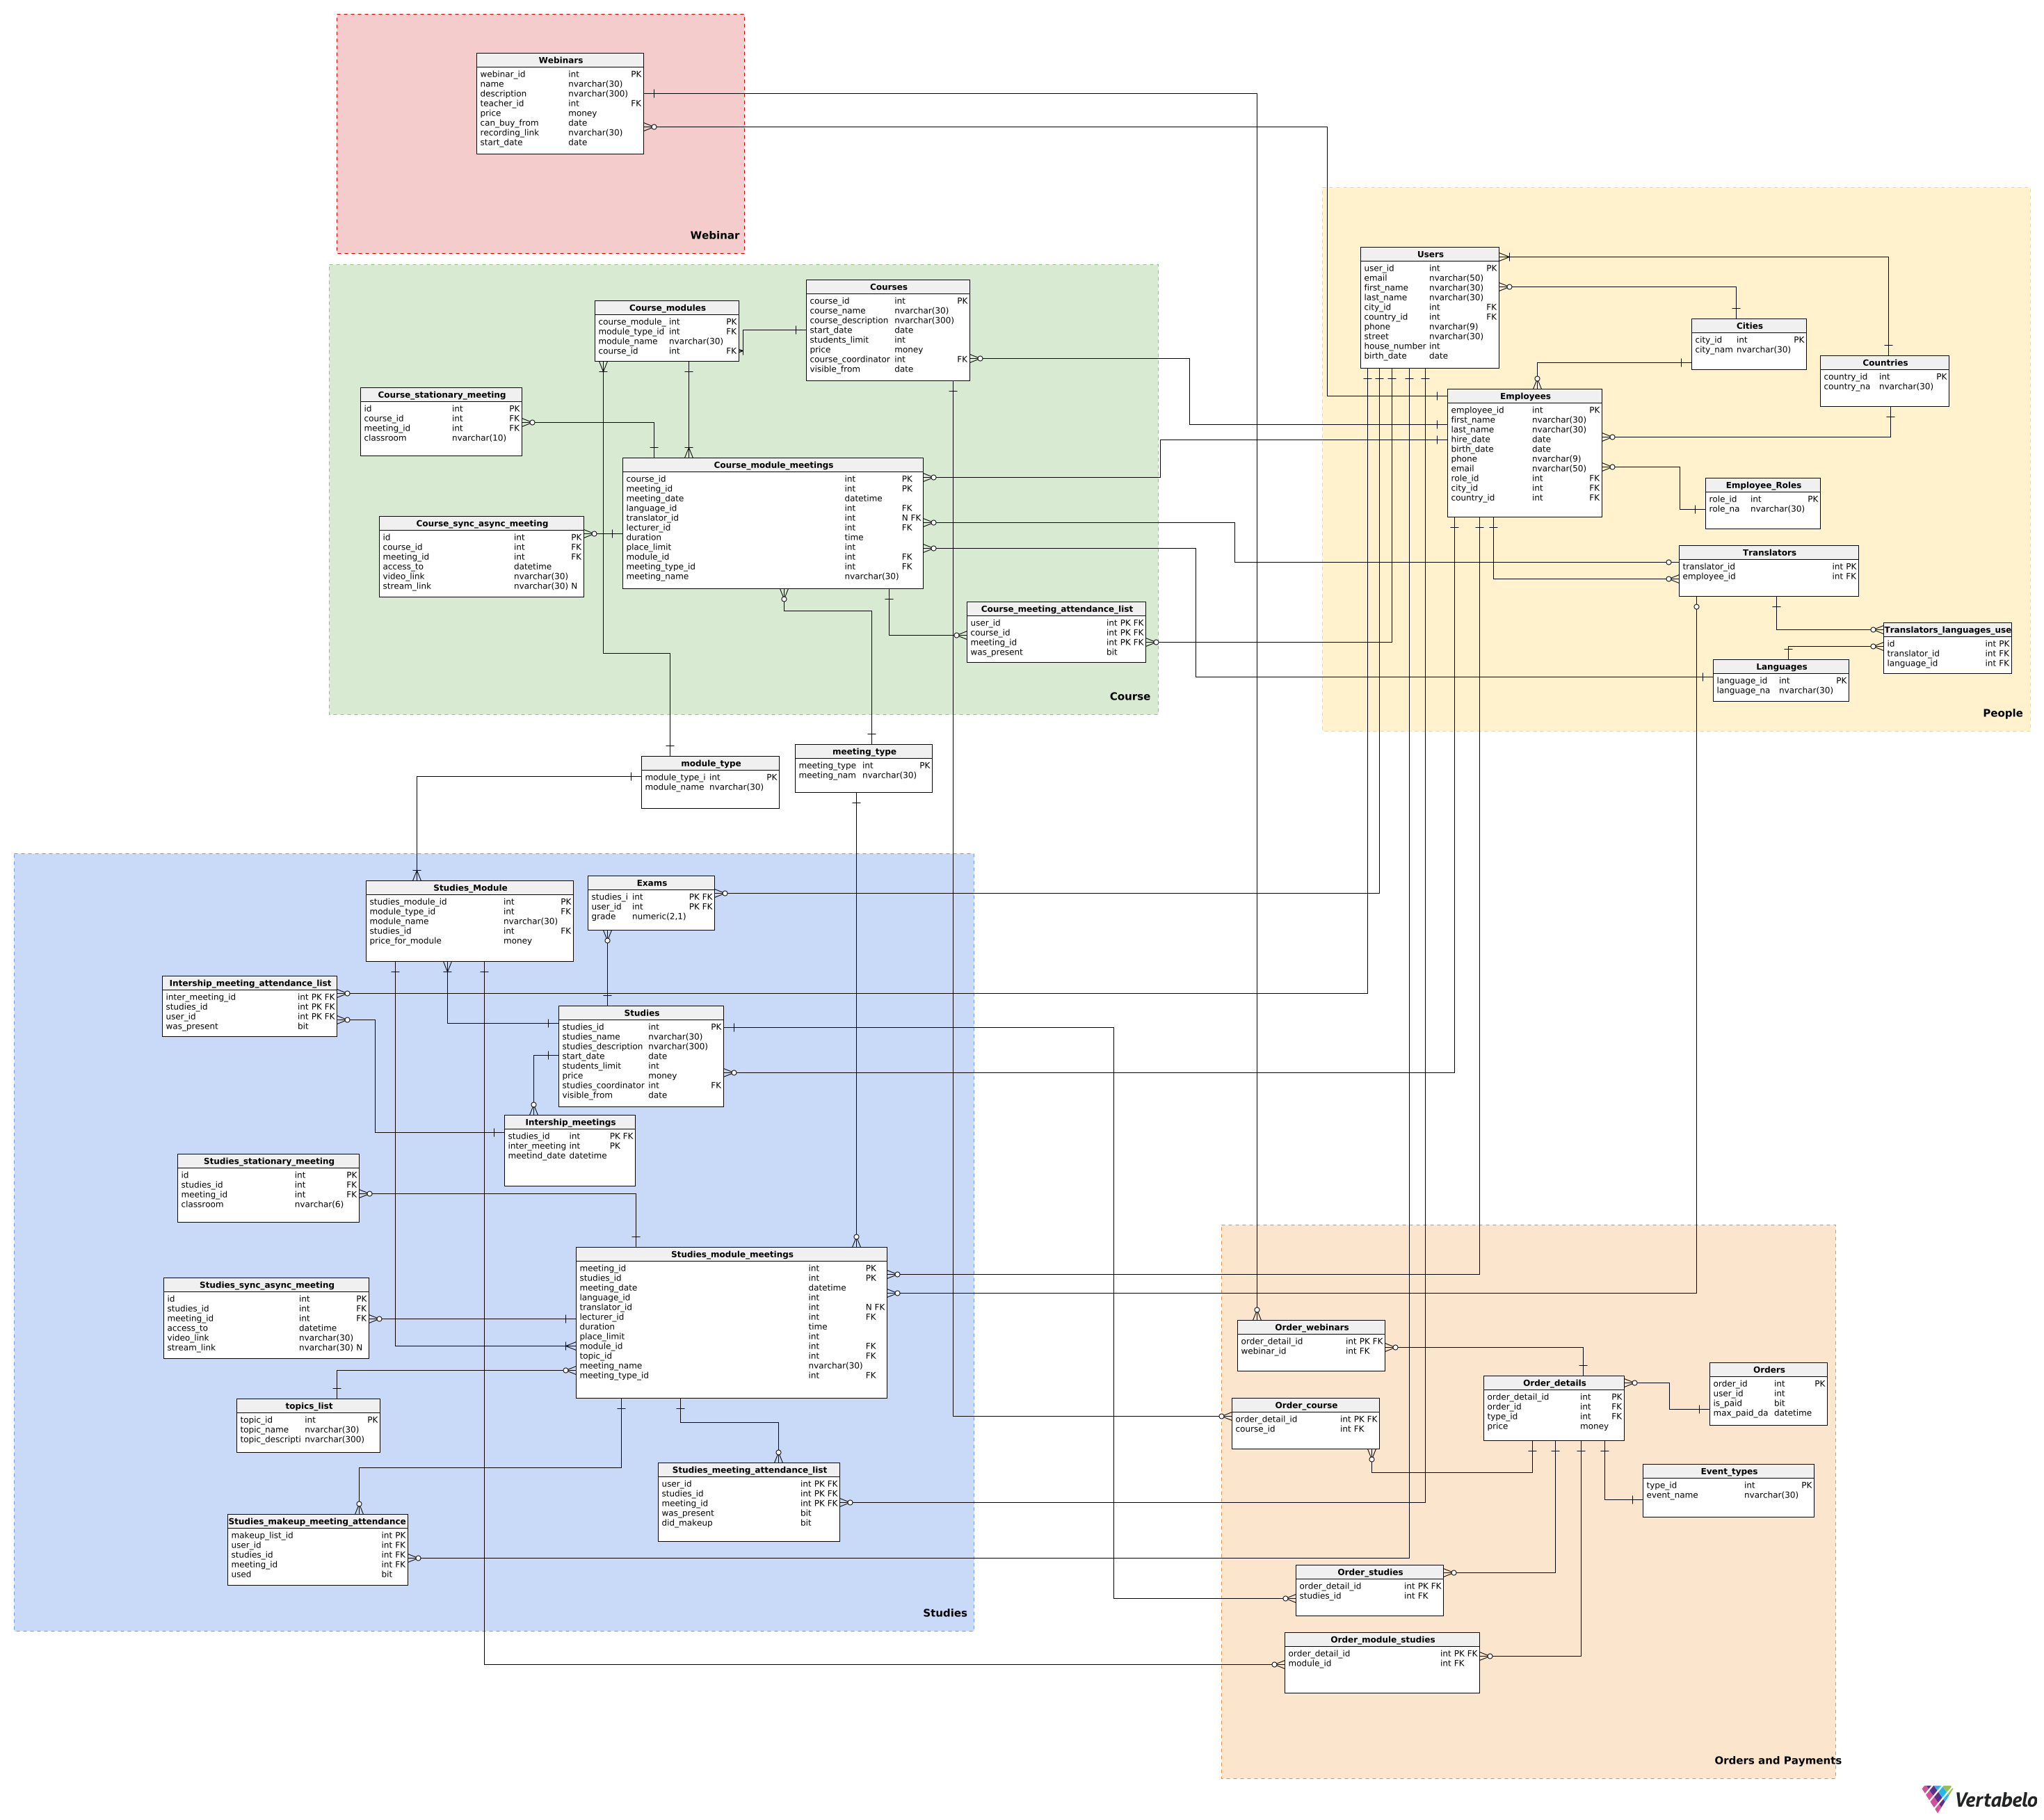 Webinars
webinar_id int PK
name nvarchar(30)
description nvarchar(300)
teacher_id int FK
price money
can_buy_from date
recording_link nvarchar(30)
start_date date
Webinar
Course_modules
course_module_ int PK
module_type_id int FK
module_name nvarchar(30)
course_id int FK
Courses
course_id int PK
course_name nvarchar(30)
course_description nvarchar(300)
start_date date
students_limit int
price money
course_coordinator int FK
visible_from date
Course_stationary_meeting
id int PK
course_id int FK
meeting_id int FK
classroom nvarchar(10)
Course_module_meetings
course_id int PK
meeting_id int PK
meeting_date datetime
language_id int FK
translator_id int N FK
lecturer_id int FK
duration time
place_limit int
module_id int FK
meeting_type_id int FK
meeting_name nvarchar(30)
Course_sync_async_meeting
id int PK
course_id int FK
meeting_id int FK
access_to datetime
video_link nvarchar(30)
stream_link nvarchar(30) N
Course_meeting_attendance_list
user_id int PK FK
course_id int PK FK
meeting_id int PK FK
was_present bit
Course
Users
user_id int PK
email nvarchar(50)
first_name nvarchar(30)
last_name nvarchar(30)
city_id int FK
country_id int FK
phone nvarchar(9)
street nvarchar(30)
house_number int
birth_date date
Cities
city_id int PK
city_nam nvarchar(30)
Countries
country_id int PK
country_na nvarchar(30)
Employees
employee_id int PK
first_name nvarchar(30)
last_name nvarchar(30)
hire_date date
birth_date date
phone nvarchar(9)
email nvarchar(50)
role_id int FK
city_id int FK
country_id int FK
Employee_Roles
role_id int PK
role_na nvarchar(30)
Translators
translator_id int PK
employee_id int FK
Translators_languages_use
id int PK
translator_id int FK
language_id int FK
Languages
language_id int PK
language_na nvarchar(30)
People
module_type
module_type_i int PK
module_name nvarchar(30)
meeting_type
meeting_type int PK
meeting_nam nvarchar(30)
Studies_Module
studies_module_id int PK
module_type_id int FK
module_name nvarchar(30)
studies_id int FK
price_for_module money
Exams
studies_i int PK FK
user_id int PK FK
grade numeric(2,1)
Intership_meeting_attendance_list
inter_meeting_id int PK FK
studies_id int PK FK
user_id int PK FK
was_present bit
Studies
studies_id int PK
studies_name nvarchar(30)
studies_description nvarchar(300)
start_date date
students_limit int
price money
studies_coordinator int FK
visible_from date
Intership_meetings
studies_id int PK FK
inter_meeting int PK
meetind_date datetime
Studies_stationary_meeting
id int PK
studies_id int FK
meeting_id int FK
classroom nvarchar(6)
Studies_module_meetings
meeting_id int PK
studies_id int PK
meeting_date datetime
language_id int
translator_id int N FK
lecturer_id int FK
duration time
place_limit int
module_id int FK
topic_id int FK
meeting_name nvarchar(30)
meeting_type_id int FK
Studies_sync_async_meeting
id int PK
studies_id int FK
meeting_id int FK
access_to datetime
video_link nvarchar(30)
stream_link nvarchar(30) N
topics_list
topic_id int PK
topic_name nvarchar(30)
topic_descripti nvarchar(300)
Studies_meeting_attendance_list
user_id int PK FK
studies_id int PK FK
meeting_id int PK FK
was_present bit
did_makeup bit
Studies_makeup_meeting_attendance
makeup_list_id int PK
user_id int FK
studies_id int FK
meeting_id int FK
used bit
Studies
Order_webinars
order_detail_id int PK FK
webinar_id int FK
Order_course
order_detail_id int PK FK
course_id int FK
Order_details
order_detail_id int PK
order_id int FK
type_id int FK
price money
Orders
order_id int PK
user_id int
is_paid bit
max_paid_da datetime
Event_types
type_id int PK
event_name nvarchar(30)
Order_studies
order_detail_id int PK FK
studies_id int FK
Order_module_studies
order_detail_id int PK FK
module_id int FK
Orders and Payments
Vertabelo